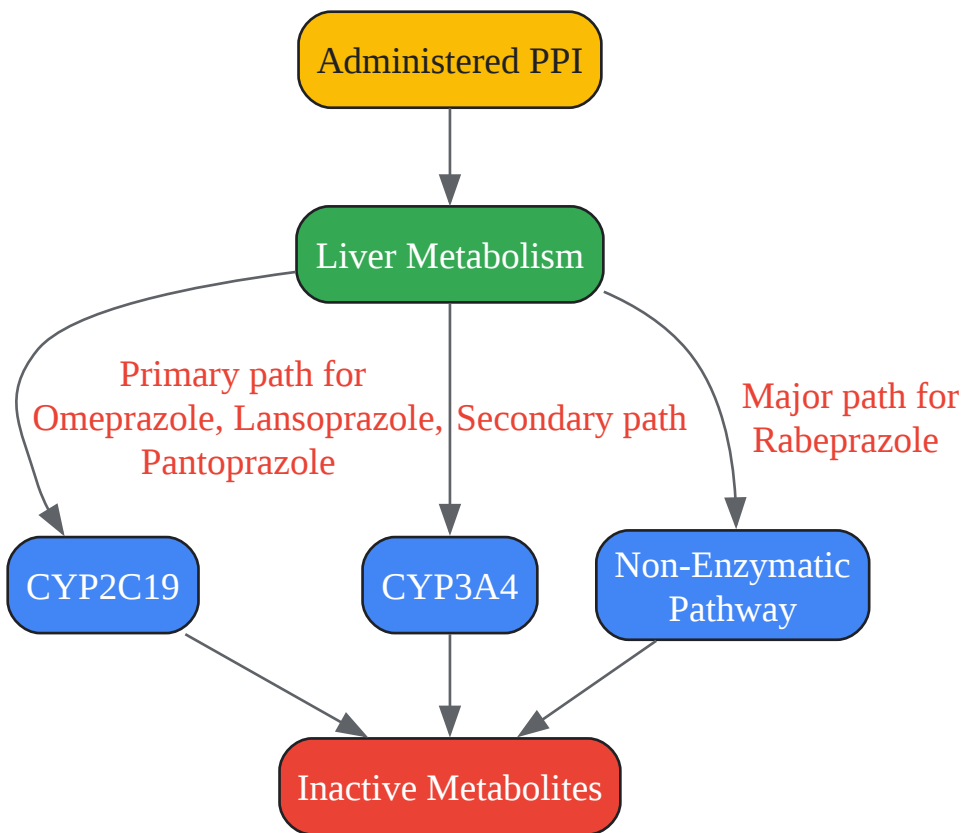 Administered PPI
Liver Metabolism
Primary path for
Omeprazole, Lansoprazole,
Pantoprazole
Secondary path
Major path for
Rabeprazole
CYP2C19
CYP3A4
Non-Enzymatic
Pathway
Inactive Metabolites